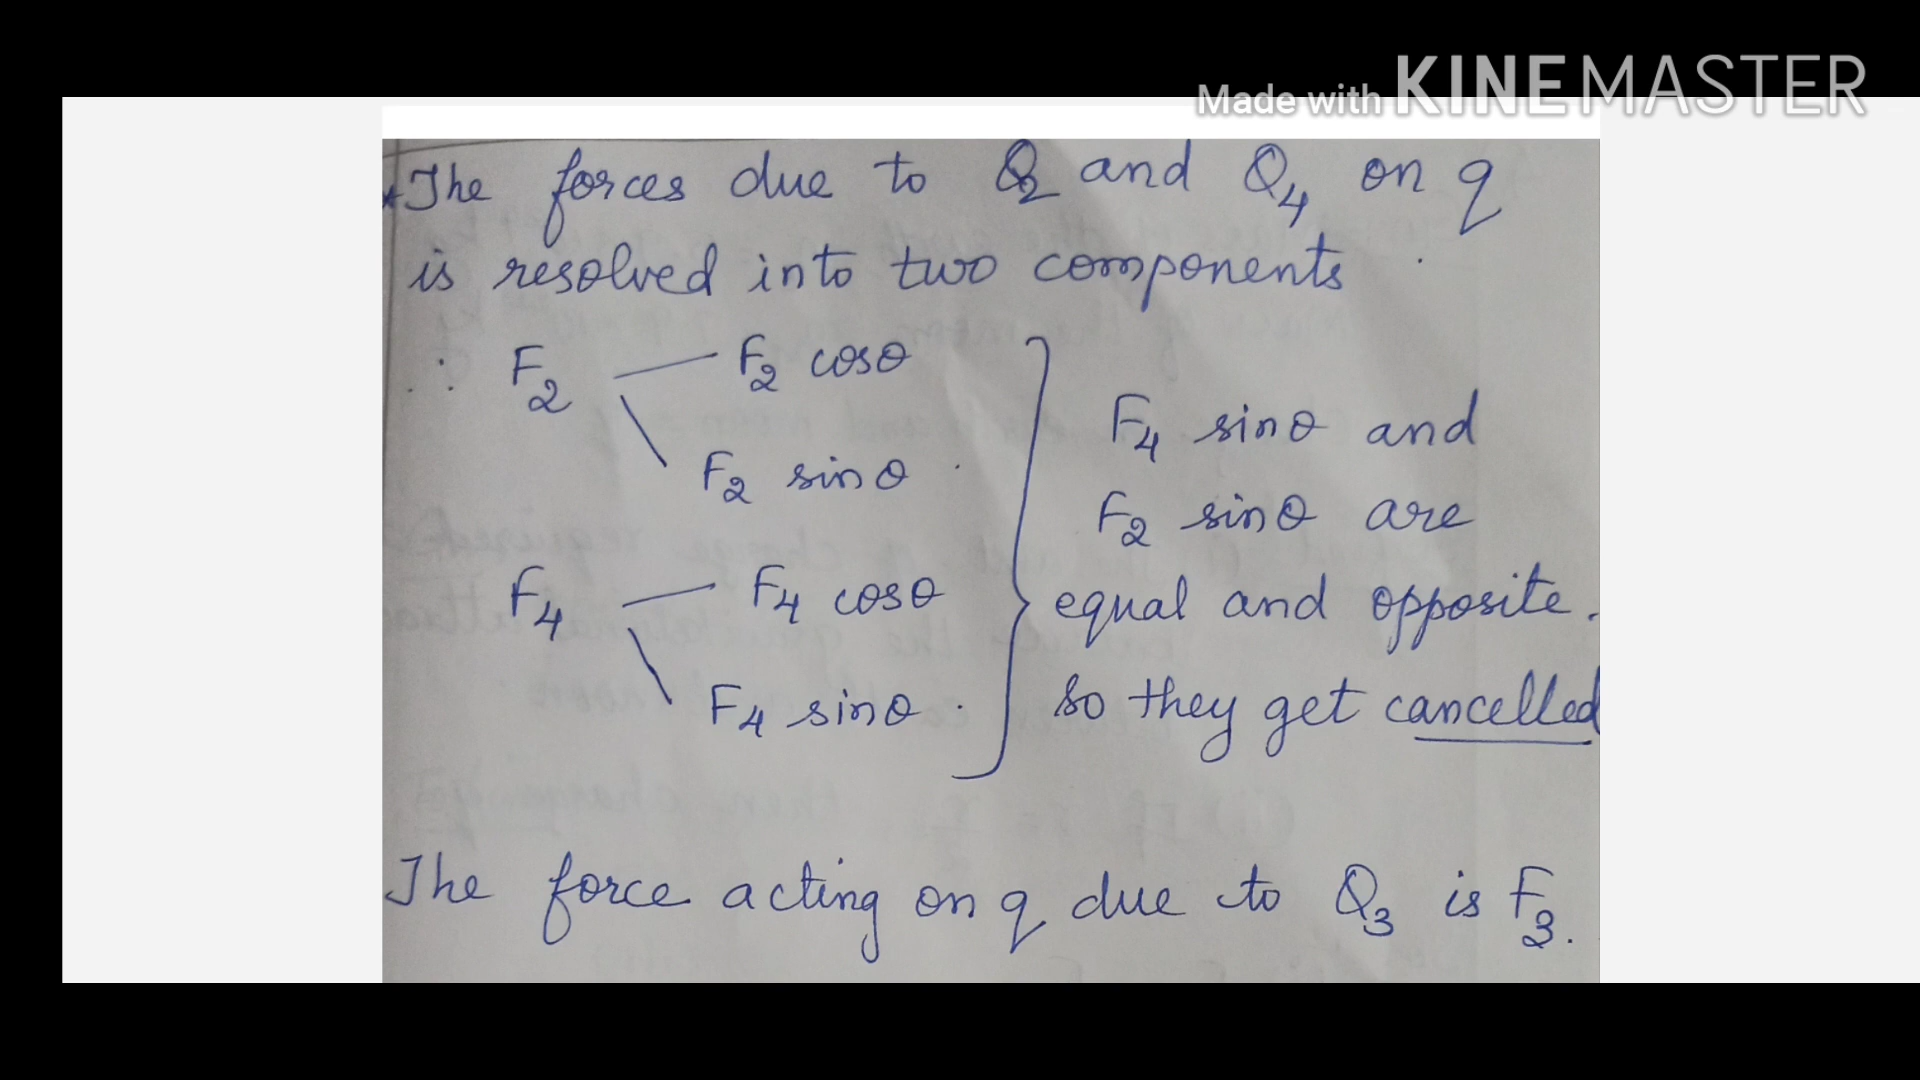 Made with KINEMASTER
*The forces due to Q2 and Q4 on q
is resolved into two components
∴ F2 — F2 cosθ
F2 sinθ
F4 — F4 cosθ
F4 sinθ.
F4 sinθ and
F2 sinθ are
equal and opposite.
So they get cancelled
The force acting on q due to Q3 is F3.